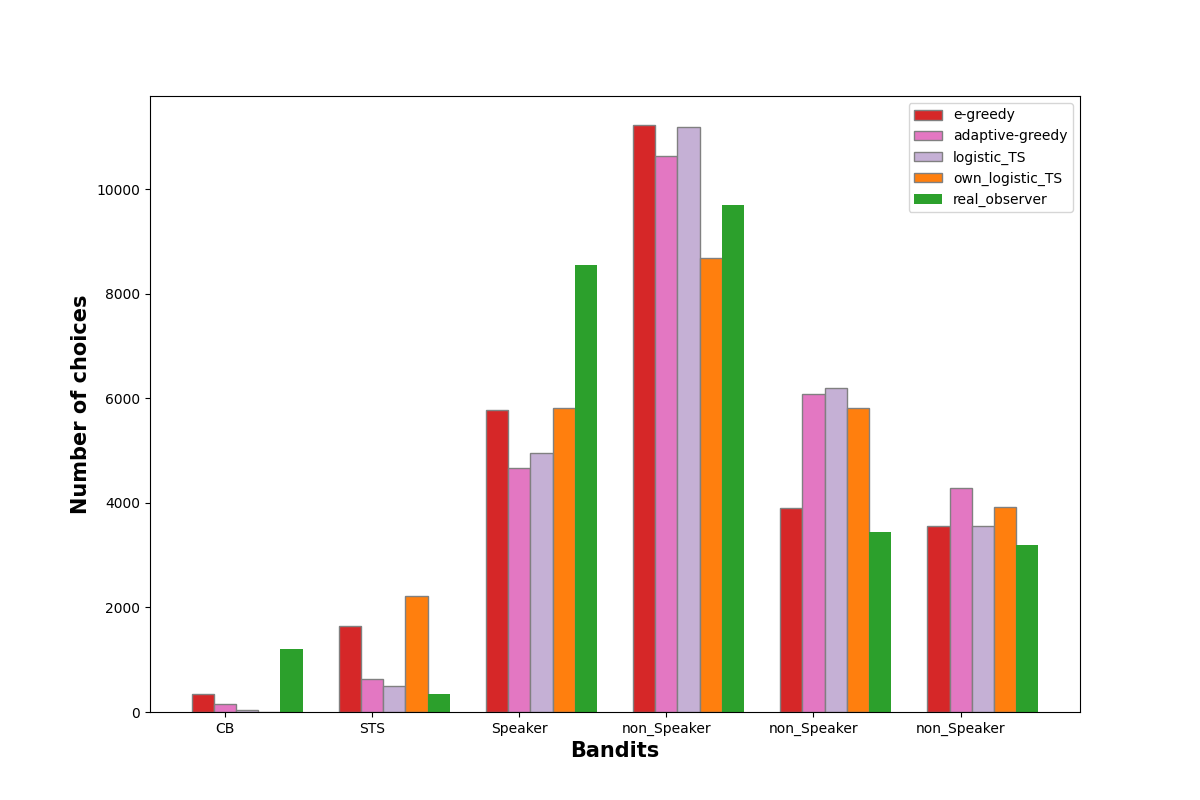 e-greedy
adaptive-greedy
logistic_TS
own_logistic_TS
real_observer
Number of choices
10000
8000
6000
4000
2000
0
CB STS Speaker non_Speaker non_Speaker non_Speaker
Bandits